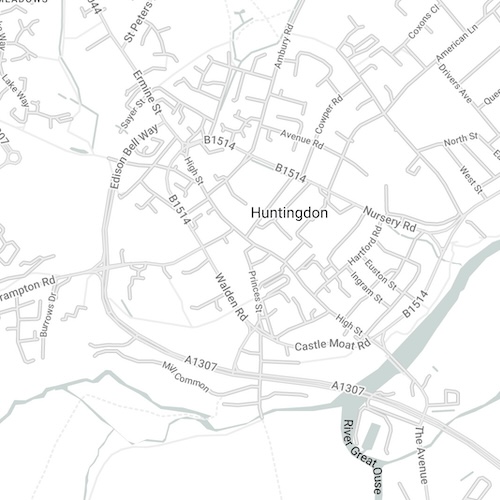 MEADOWS
St Peters
Coxons Cl
Ambury Rd
American Ln
Lake Way
Ermine St
Drivers Ave
Sayer St
Cowper Rd
Edison Bell Way
B1514
Avenue Rd
North St
High St
B1514
West St
B1514
Huntingdon
Nursery Rd
Hartford Rd
Euston St
Princes St
Ingram St
Walden Rd
B1514
Burrows Dr
High St
Castle Moat Rd
A1307
Mill Common
A1307
River Great Ouse
The Avenue